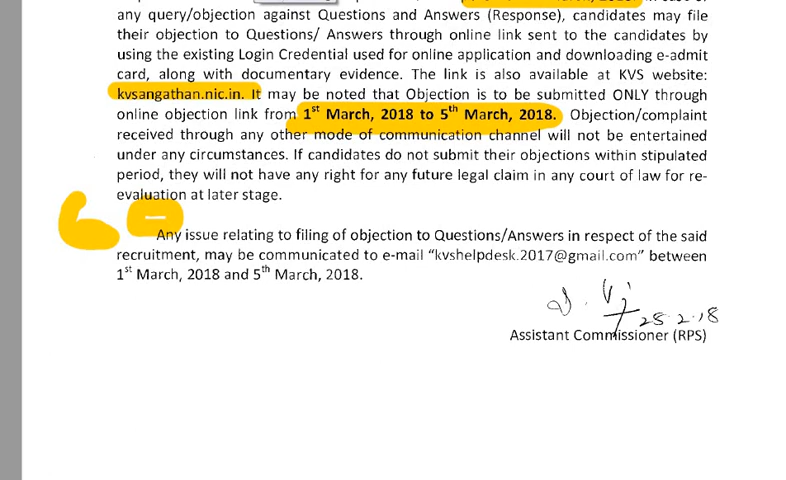 any query/objection against Questions and Answers (Response), candidates may file
their objection to Questions/ Answers through online link sent to the candidates by
using the existing Login Credential used for online application and downloading e-admit
card, along with documentary evidence. The link is also available at KVS website:
kvsangathan.nic.in. It may be noted that Objection is to be submitted ONLY through
online objection link from 1st March, 2018 to 5th March, 2018. Objection/complaint
received through any other mode of communication channel will not be entertained
under any circumstances. If candidates do not submit their objections within stipulated
period, they will not have any right for any future legal claim in any court of law for re-
evaluation at later stage.
Any issue relating to filing of objection to Questions/Answers in respect of the said
recruitment, may be communicated to e-mail “kvshelpdesk.2017@gmail.com” between
1st March, 2018 and 5th March, 2018.
28.2.18
Assistant Commissioner (RPS)